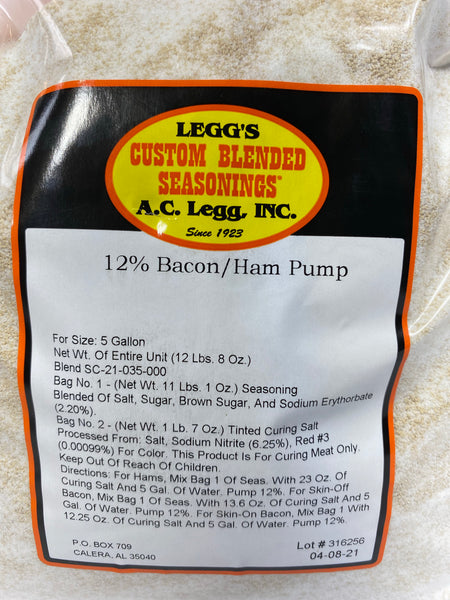 LEGG'S
CUSTOM BLENDED
SEASONINGS®
A.C. Legg, INC.
Since 1923
12% Bacon/Ham Pump
For Size: 5 Gallon
Net Wt. Of Entire Unit (12 Lbs. 8 Oz.)
Blend SC-21-035-000
Bag No. 1 - (Net Wt. 11 Lbs. 1 Oz.) Seasoning
Blended Of Salt, Sugar, Brown Sugar, And Sodium Erythorbate
(2.20%).
Bag No. 2 - (Net Wt. 1 Lb. 7 Oz.) Tinted Curing Salt
Processed From: Salt, Sodium Nitrite (6.25%), Red #3
(0.00099%) For Color. This Product Is For Curing Meat Only.
Keep Out Of Reach Of Children.
Directions: For Hams, Mix Bag 1 Of Seas. With 23 Oz. Of
Curing Salt And 5 Gal. Of Water. Pump 12%. For Skin-Off
Bacon, Mix Bag 1 Of Seas. With 13.6 Oz. Of Curing Salt And 5
Gal. Of Water. Pump 12%. For Skin-On Bacon, Mix Bag 1 With
12.25 Oz. Of Curing Salt And 5 Gal. Of Water. Pump 12%.
P.O. BOX 709
CALERA, AL 35040
Lot # 316256
04-08-21